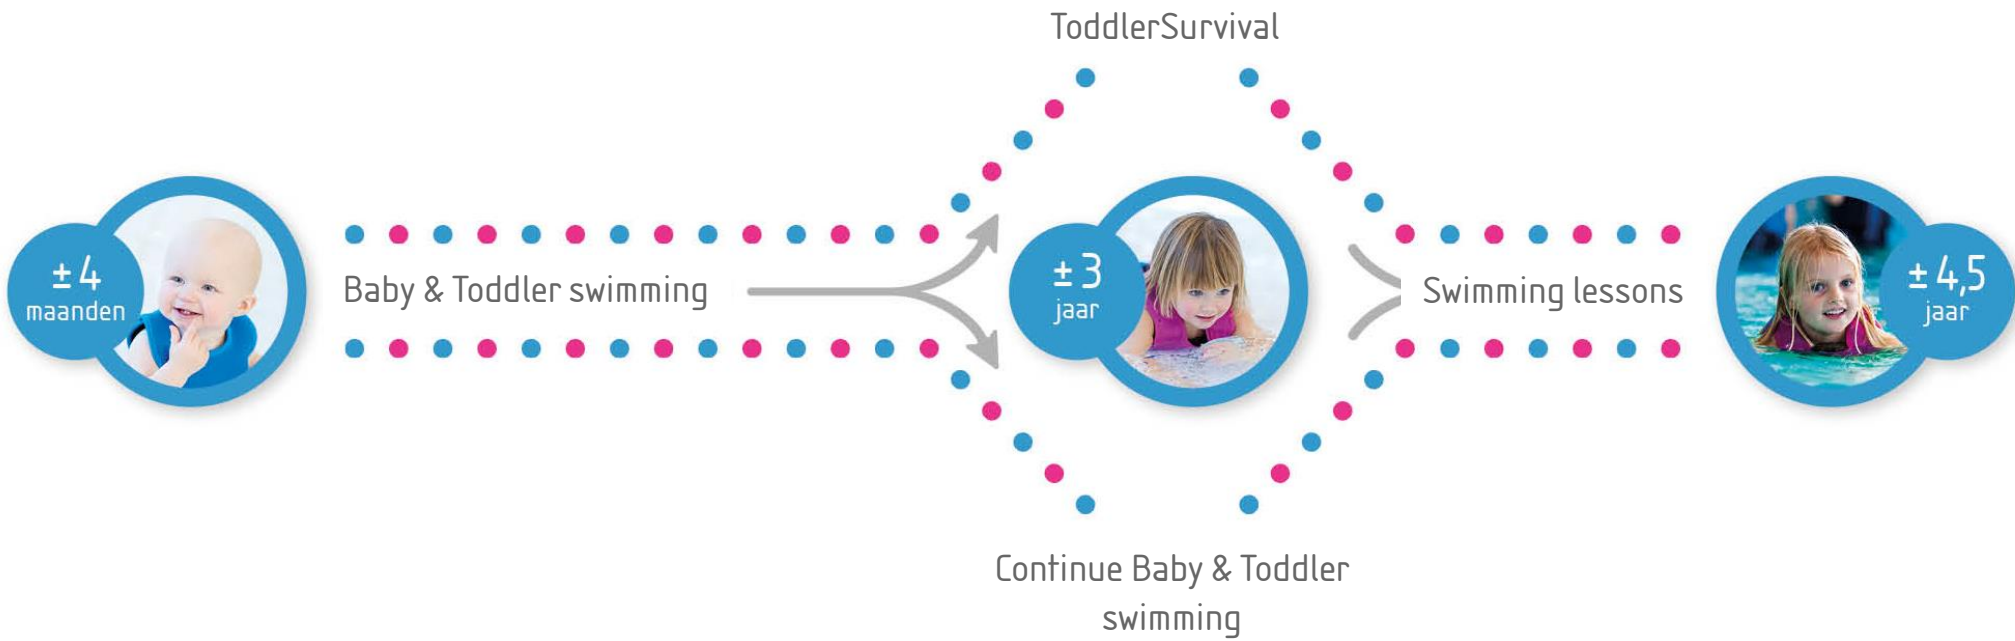 ToddlerSurvival
± 4
maanden
Baby & Toddler swimming
± 3
jaar
Swimming lessons
± 4,5
jaar
Continue Baby & Toddler
swimming